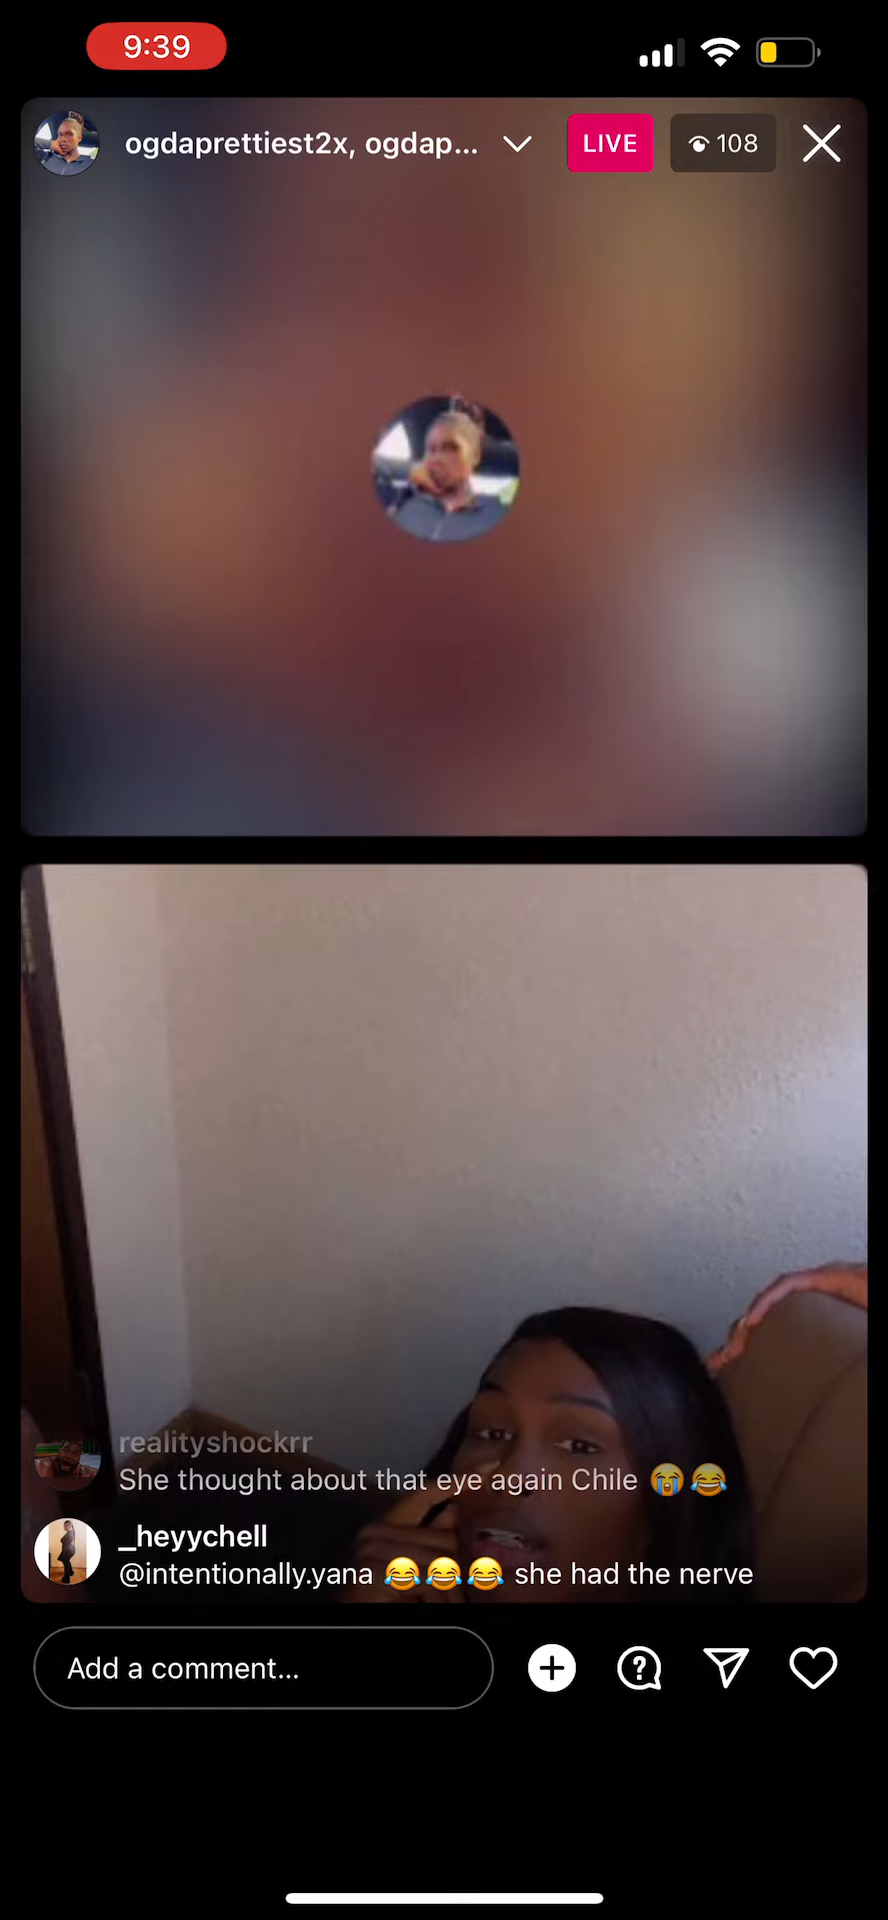 9:39
ogdaprettiest2x, ogdap...
LIVE
108
realityshockrr
She thought about that eye again Chile 😭😂
_heyychell
@intentionally.yana 😂😂😂 she had the nerve
Add a comment...